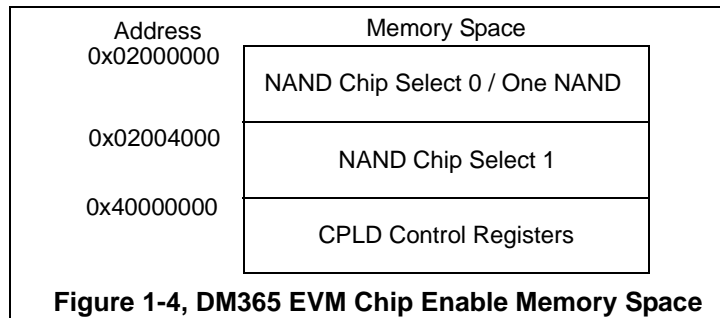 Address Memory Space
0x02000000
NAND Chip Select 0 / One NAND
0x02004000
NAND Chip Select 1
0x40000000
CPLD Control Registers
Figure 1-4, DM365 EVM Chip Enable Memory Space